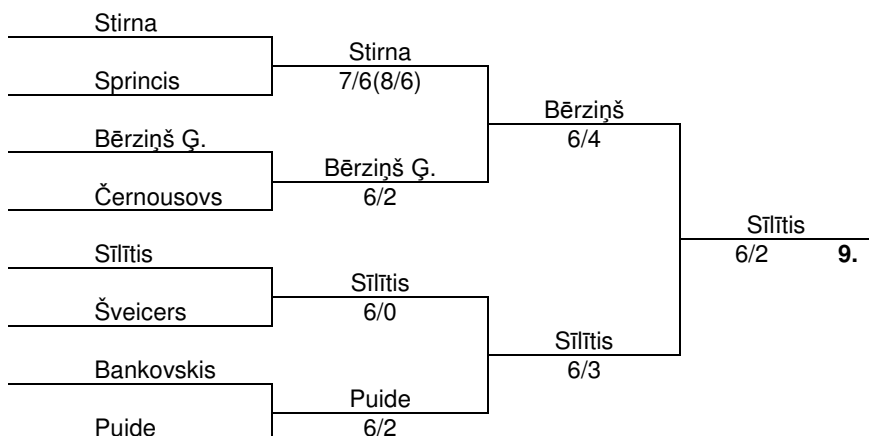 Stirna
Stirna
Sprincis
7/6(8/6)
Bērziņš
Bērziņš Ģ.
6/4
Bērziņš Ģ.
Černousovs
6/2
Sīlītis
Sīlītis
6/2 9.
Sīlītis
Šveicers
6/0
Sīlītis
Bankovskis
6/3
Puide
Puide
6/2